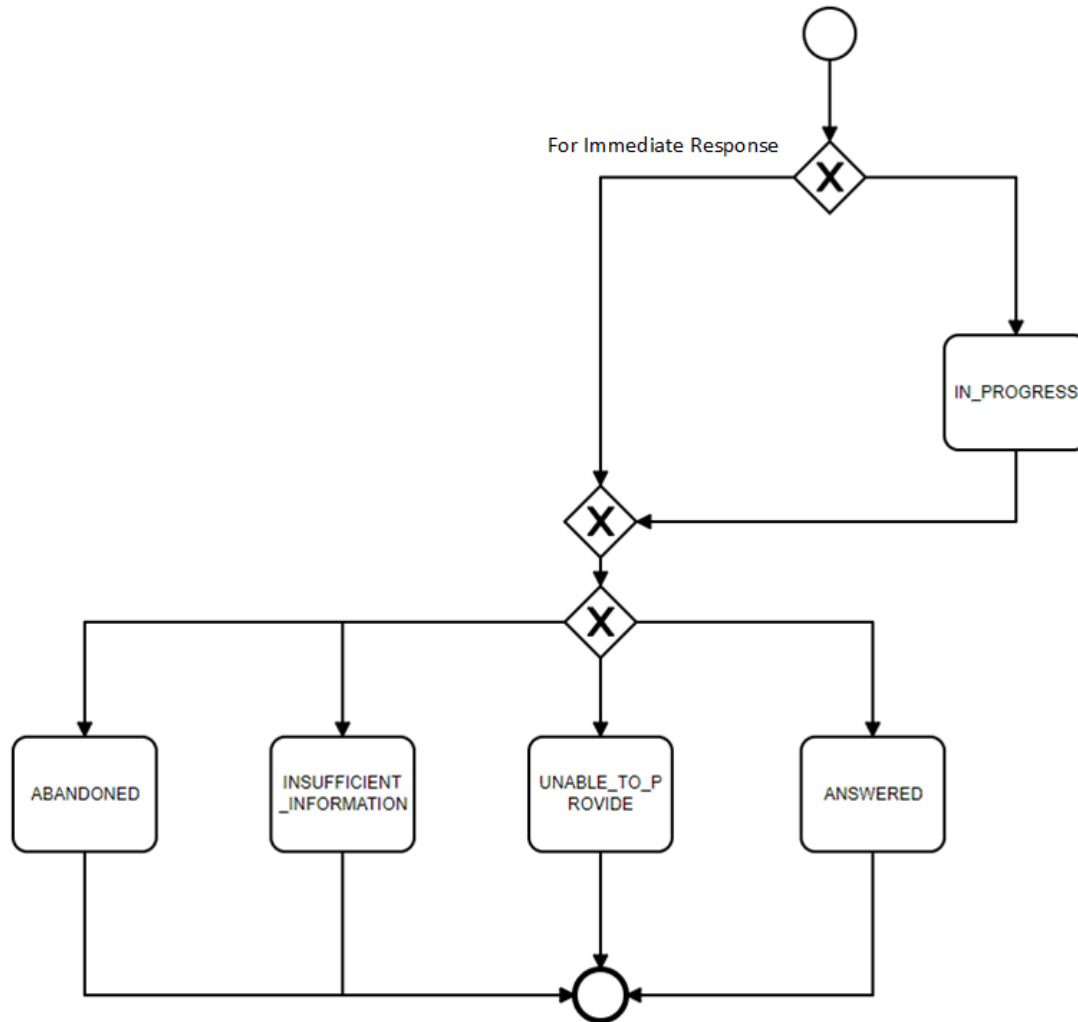 For Immediate Response
X
IN_PROGRESS
X
X
ABANDONED
INSUFFICIENT
_INFORMATION
UNABLE_TO_P
ROVIDE
ANSWERED